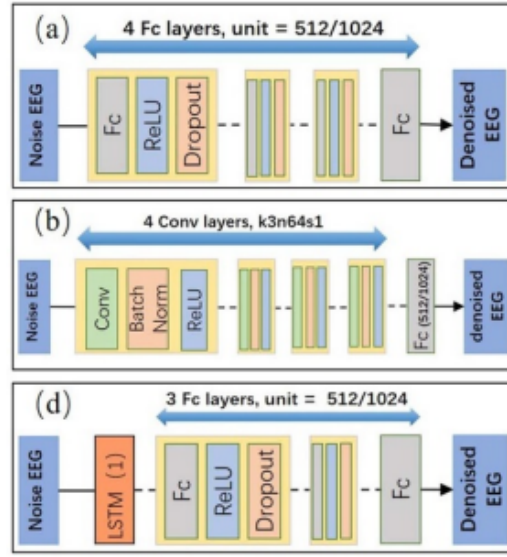 (a)
4 Fc layers, unit = 512/1024
Noise EEG
Fc
ReLU
Dropout
Fc
Denoised
EEG
(b)
4 Conv layers, k3n64s1
Noise EEG
Conv
Batch
Norm
ReLU
Fc (512/1024)
denoised
EEG
(d)
3 Fc layers, unit = 512/1024
Noise EEG
LSTM (1)
Fc
ReLU
Dropout
Fc
Denoised
EEG